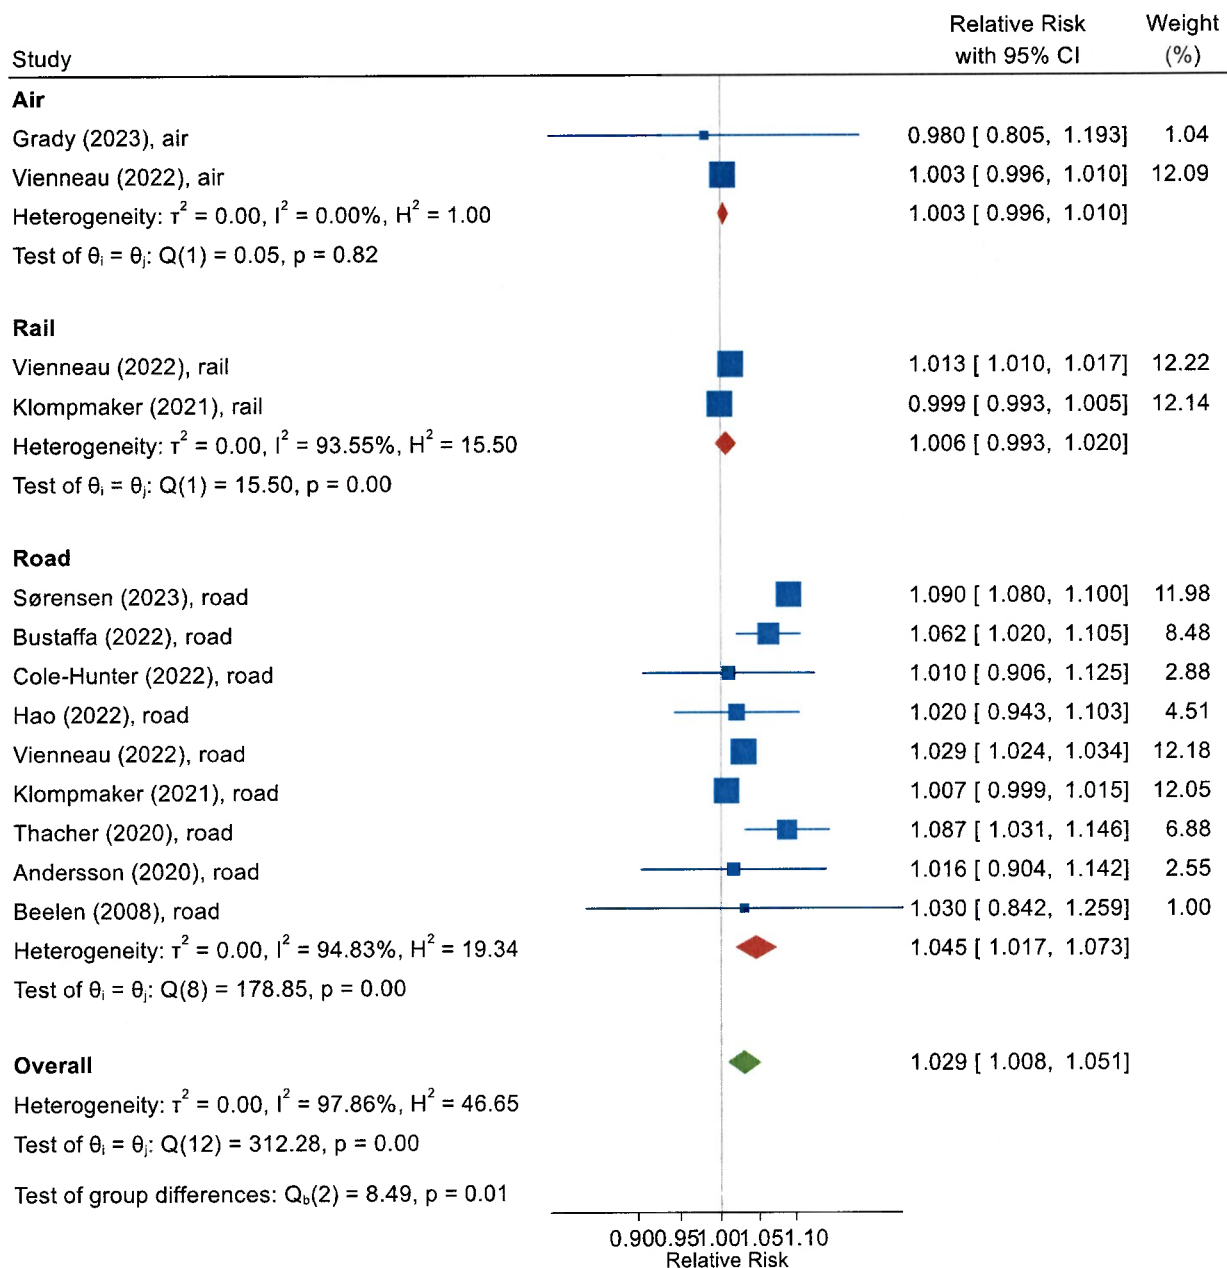 Relative Risk Weight
Study with 95% CI (%)
Air
Grady (2023), air 0.980 [ 0.805, 1.193] 1.04
Vienneau (2022), air 1.003 [ 0.996, 1.010] 12.09
Heterogeneity: τ² = 0.00, I² = 0.00%, H² = 1.00 1.003 [ 0.996, 1.010]
Test of θᵢ = θⱼ: Q(1) = 0.05, p = 0.82
Rail
Vienneau (2022), rail 1.013 [ 1.010, 1.017] 12.22
Klompmaker (2021), rail 0.999 [ 0.993, 1.005] 12.14
Heterogeneity: τ² = 0.00, I² = 93.55%, H² = 15.50 1.006 [ 0.993, 1.020]
Test of θᵢ = θⱼ: Q(1) = 15.50, p = 0.00
Road
Sørensen (2023), road 1.090 [ 1.080, 1.100] 11.98
Bustaffa (2022), road 1.062 [ 1.020, 1.105] 8.48
Cole-Hunter (2022), road 1.010 [ 0.906, 1.125] 2.88
Hao (2022), road 1.020 [ 0.943, 1.103] 4.51
Vienneau (2022), road 1.029 [ 1.024, 1.034] 12.18
Klompmaker (2021), road 1.007 [ 0.999, 1.015] 12.05
Thacher (2020), road 1.087 [ 1.031, 1.146] 6.88
Andersson (2020), road 1.016 [ 0.904, 1.142] 2.55
Beelen (2008), road 1.030 [ 0.842, 1.259] 1.00
Heterogeneity: τ² = 0.00, I² = 94.83%, H² = 19.34 1.045 [ 1.017, 1.073]
Test of θᵢ = θⱼ: Q(8) = 178.85, p = 0.00
Overall 1.029 [ 1.008, 1.051]
Heterogeneity: τ² = 0.00, I² = 97.86%, H² = 46.65
Test of θᵢ = θⱼ: Q(12) = 312.28, p = 0.00
Test of group differences: Q_b(2) = 8.49, p = 0.01
0.90 0.95 1.00 1.05 1.10
Relative Risk